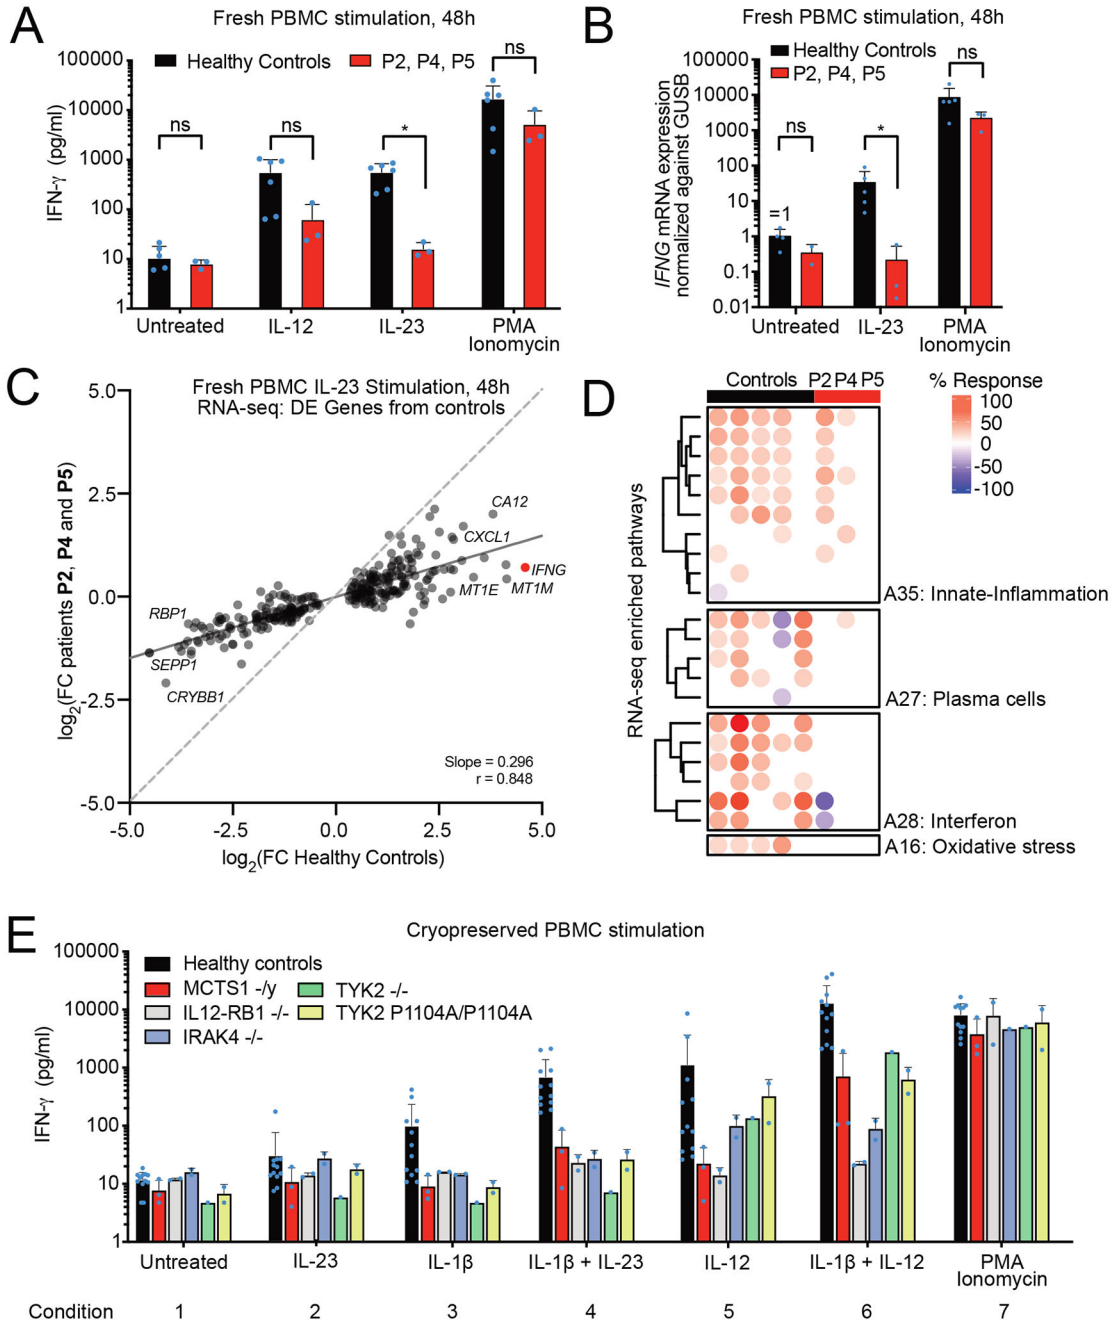 A
Fresh PBMC stimulation, 48h
Healthy Controls
P2, P4, P5
IFN-γ (pg/ml)
100000
10000
1000
100
10
1
ns
ns
*
ns
Untreated
IL-12
IL-23
PMA
Ionomycin
B
Fresh PBMC stimulation, 48h
Healthy Controls
P2, P4, P5
IFNG mRNA expression
normalized against GUSB
100000
10000
1000
100
10
1
0.1
0.01
ns
=1
*
ns
Untreated
IL-23
PMA
Ionomycin
C
Fresh PBMC IL-23 Stimulation, 48h
RNA-seq: DE Genes from controls
log2(FC patients P2, P4 and P5)
5.0
2.5
0.0
-2.5
-5.0
CA12
CXCL1
IFNG
MT1E
MT1M
RBP1
SEPP1
CRYBB1
Slope = 0.296
r = 0.848
-5.0
-2.5
0.0
2.5
5.0
log2(FC Healthy Controls)
D
Controls
P2 P4 P5
% Response
100
50
0
-50
-100
RNA-seq enriched pathways
A35: Innate-Inflammation
A27: Plasma cells
A28: Interferon
A16: Oxidative stress
E
Cryopreserved PBMC stimulation
Healthy controls
MCTS1 -/y
IL12-RB1 -/-
IRAK4 -/-
TYK2 -/-
TYK2 P1104A/P1104A
IFN-γ (pg/ml)
100000
10000
1000
100
10
1
Untreated
IL-23
IL-1β
IL-1β + IL-23
IL-12
IL-1β + IL-12
PMA
Ionomycin
Condition
1
2
3
4
5
6
7